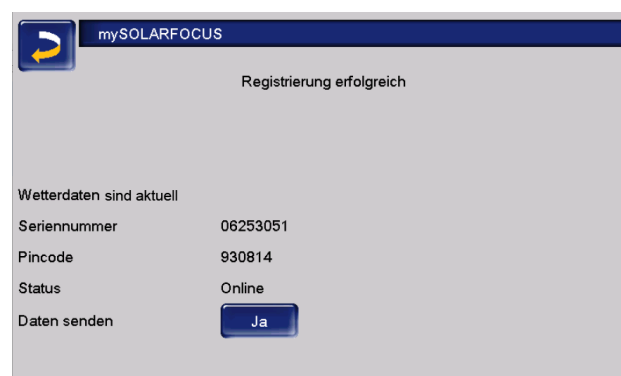 mySOLARFOCUS
Registrierung erfolgreich
Wetterdaten sind aktuell
Seriennummer 06253051
Pincode 930814
Status Online
Daten senden Ja